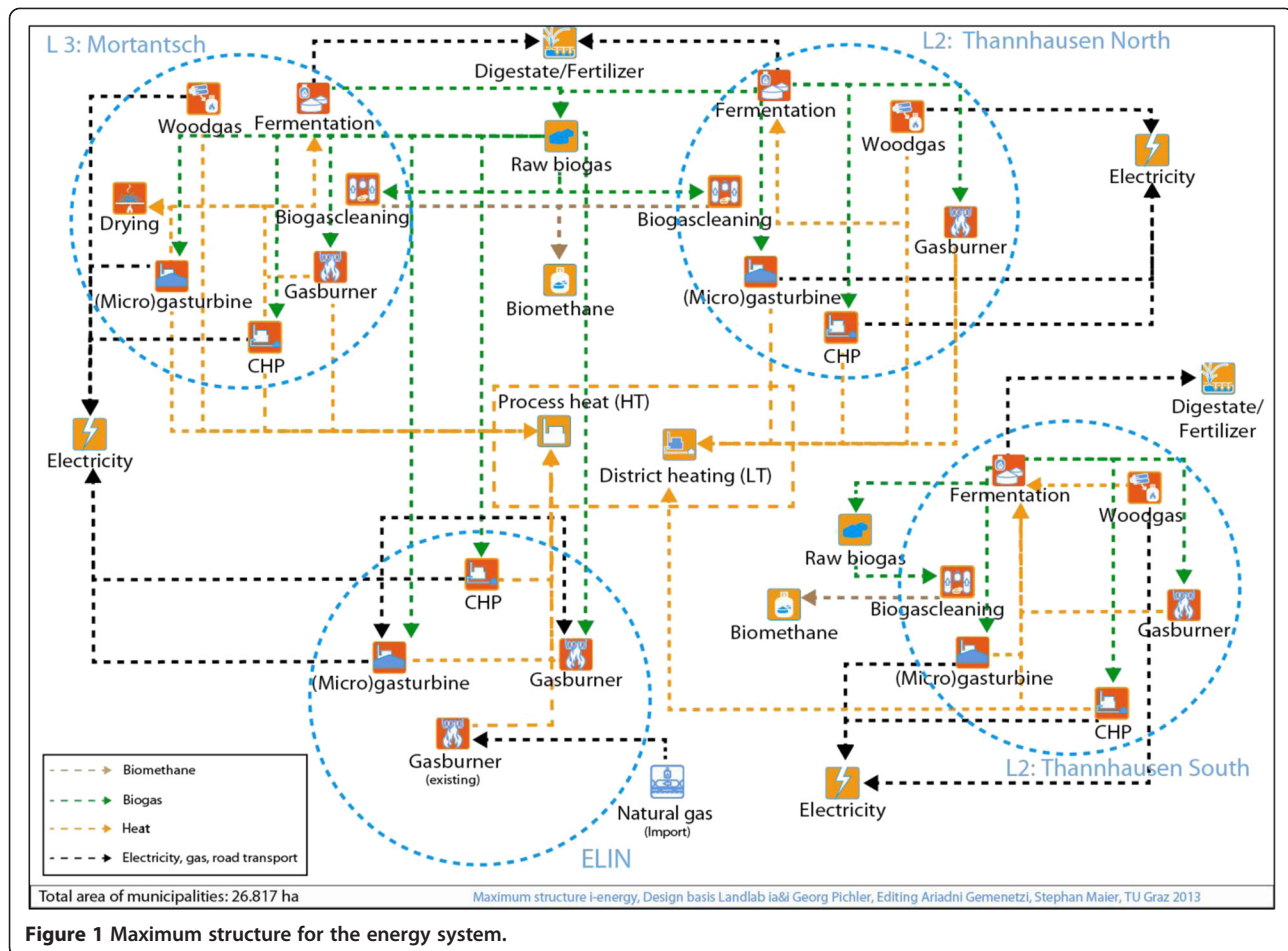 L 3: Mortantsch
L2: Thannhausen North
Digestate/Fertilizer
Woodgas
Fermentation
Fermentation
Woodgas
Raw biogas
Electricity
Drying
Biogascleaning
Biogascleaning
Gasburner
(Micro)gasturbine
Gasburner
Biomethane
(Micro)gasturbine
CHP
CHP
Process heat (HT)
Digestate/
Fertilizer
Electricity
District heating (LT)
Fermentation
Woodgas
Raw biogas
CHP
Biogascleaning
Biomethane
Gasburner
(Micro)gasturbine
Gasburner
(Micro)gasturbine
CHP
Gasburner
(existing)
L2: Thannhausen South
Natural gas
(Import)
Electricity
ELIN
Biomethane
Biogas
Heat
Electricity, gas, road transport
Total area of municipalities: 26.817 ha
Maximum structure i-energy, Design basis Landlab ia&i Georg Pichler, Editing Ariadni Gemenetzi, Stephan Maier, TU Graz 2013
Figure 1 Maximum structure for the energy system.